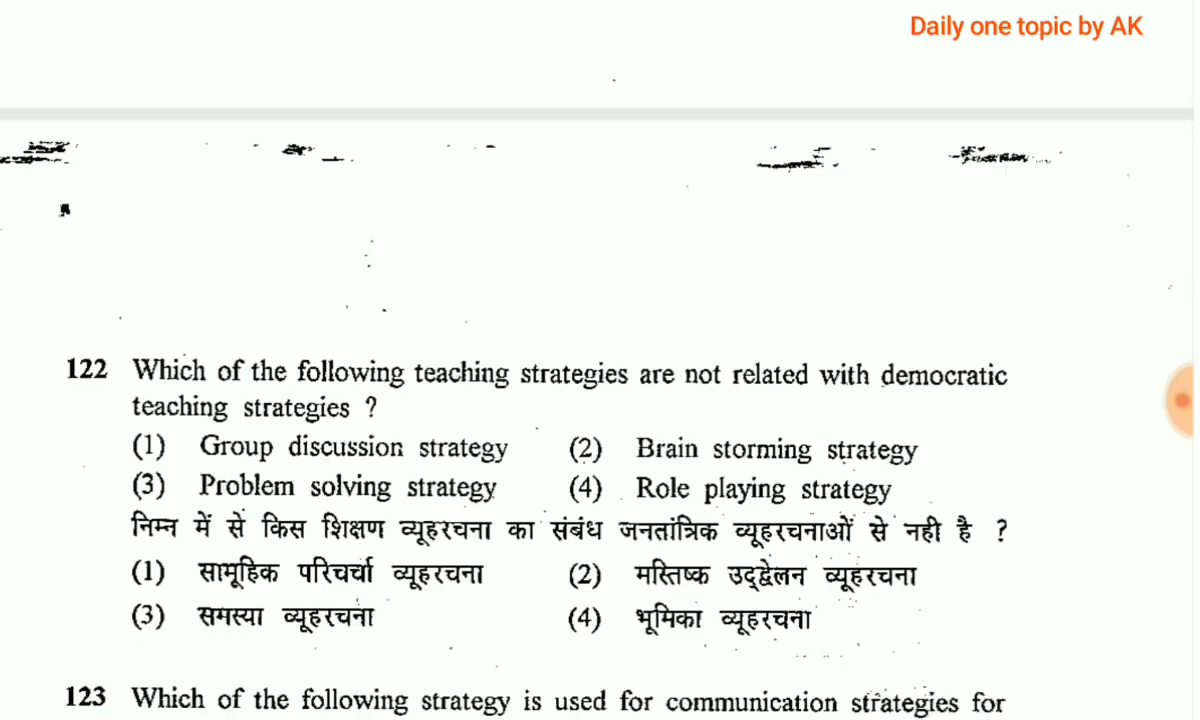 Daily one topic by AK
122 Which of the following teaching strategies are not related with democratic
teaching strategies ?
(1) Group discussion strategy (2) Brain storming strategy
(3) Problem solving strategy (4) Role playing strategy
निम्न में से किस शिक्षण व्यूहरचना का संबंध जनतांत्रिक व्यूहरचनाओं से नही है ?
(1) सामूहिक परिचर्चा व्यूहरचना (2) मस्तिष्क उद्द्वेलन व्यूहरचना
(3) समस्या व्यूहरचना (4) भूमिका व्यूहरचना
123 Which of the following strategy is used for communication strategies for